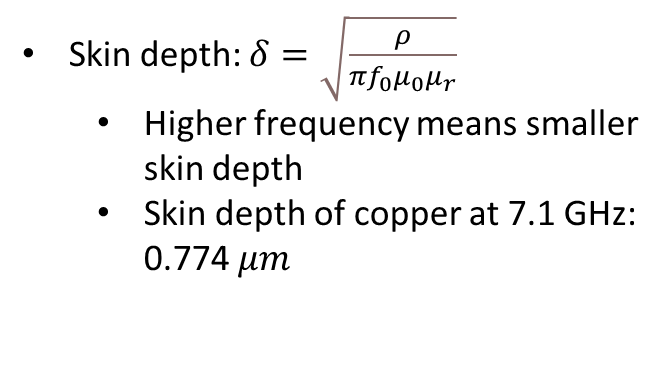 • Skin depth: δ = √(ρ / (πf₀μ₀μᵣ))
• Higher frequency means smaller
skin depth
• Skin depth of copper at 7.1 GHz:
0.774 μm